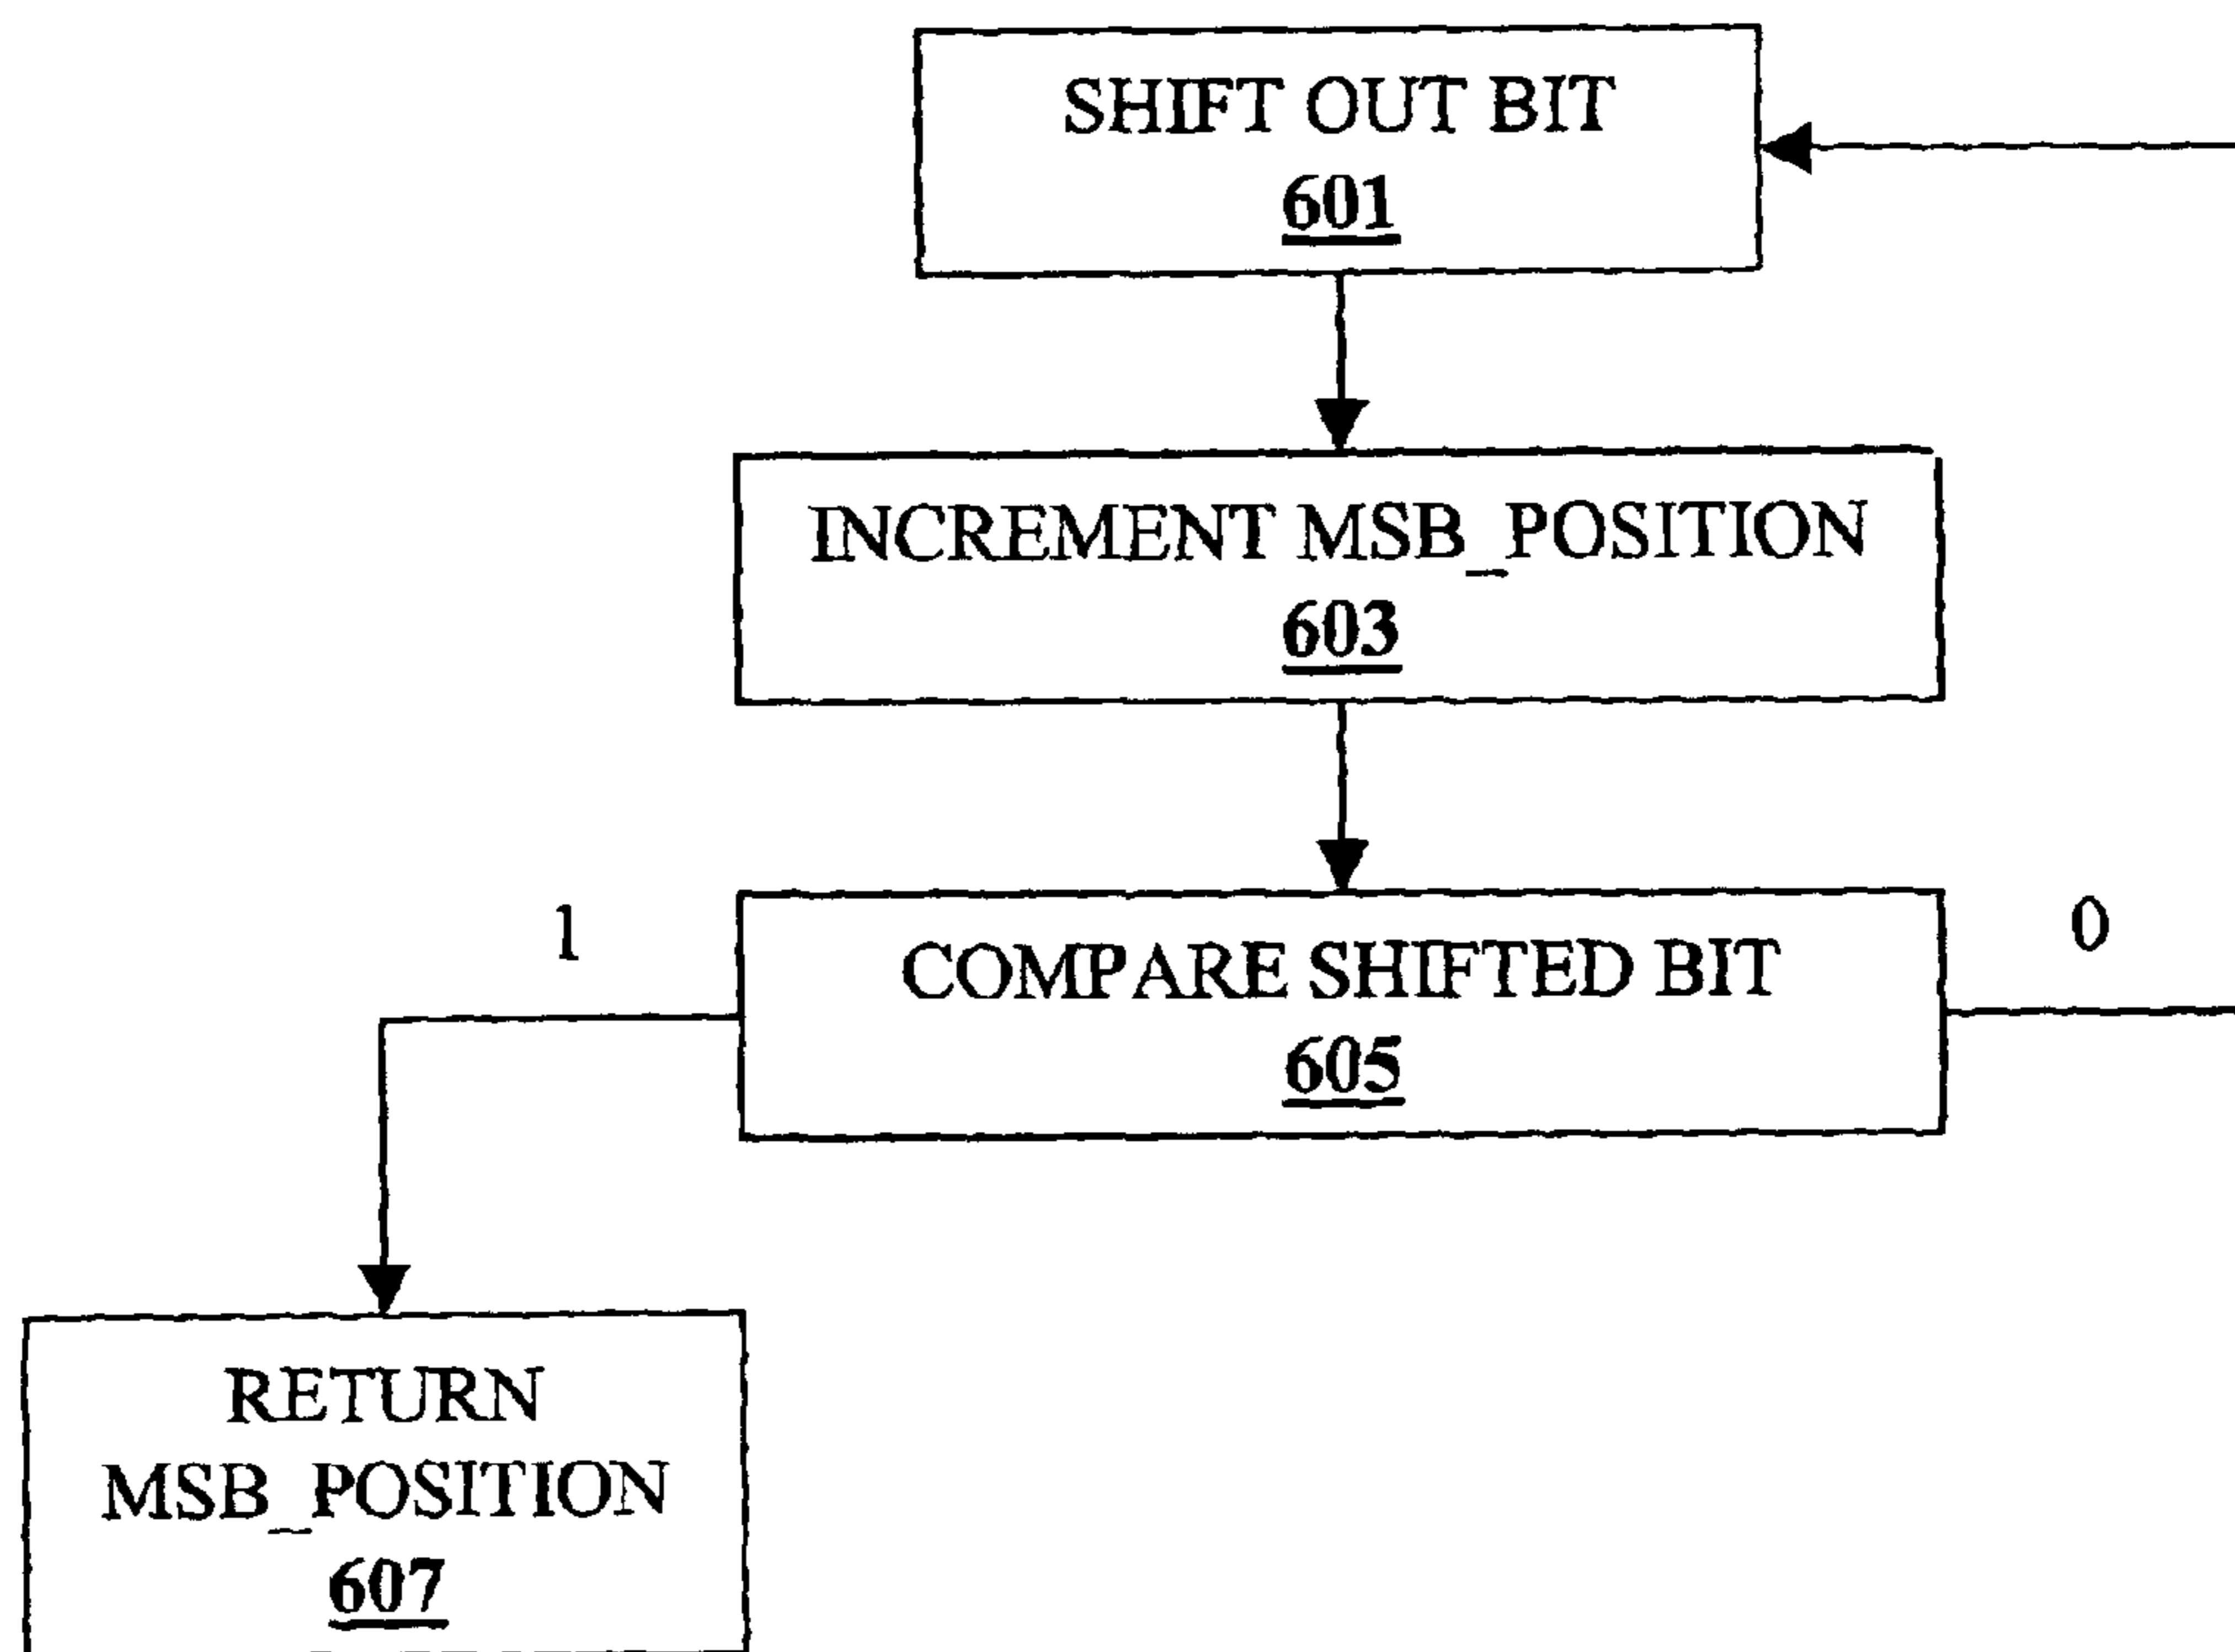 SHIFT OUT BIT
601
INCREMENT MSB_POSITION
603
1
0
COMPARE SHIFTED BIT
605
RETURN
MSB_POSITION
607